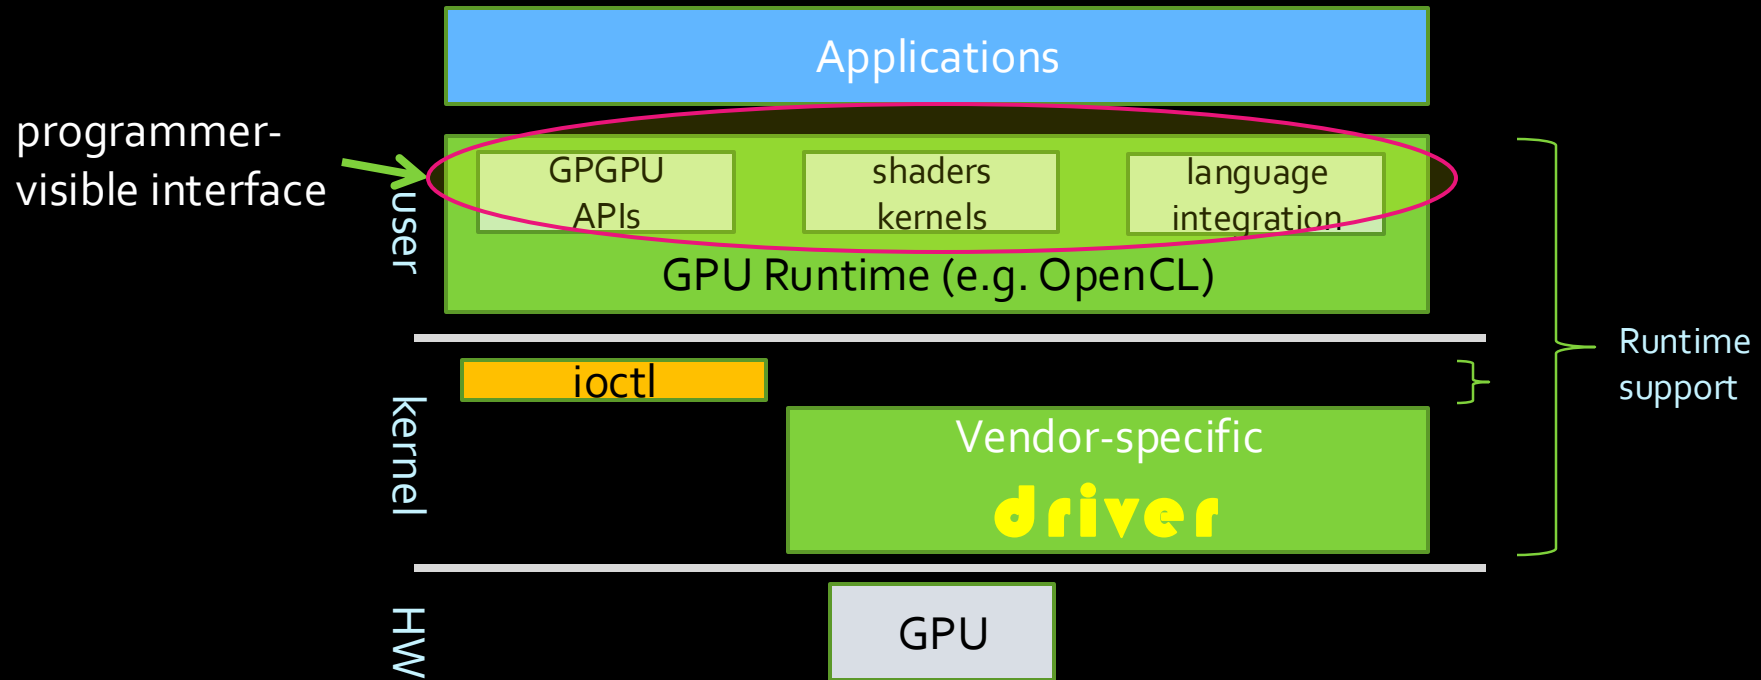 Applications
programmer-
visible interface
GPGPU
APIs
shaders
kernels
language
integration
user
GPU Runtime (e.g. OpenCL)
Runtime
support
ioctl
kernel
Vendor-specific
driver
HW
GPU